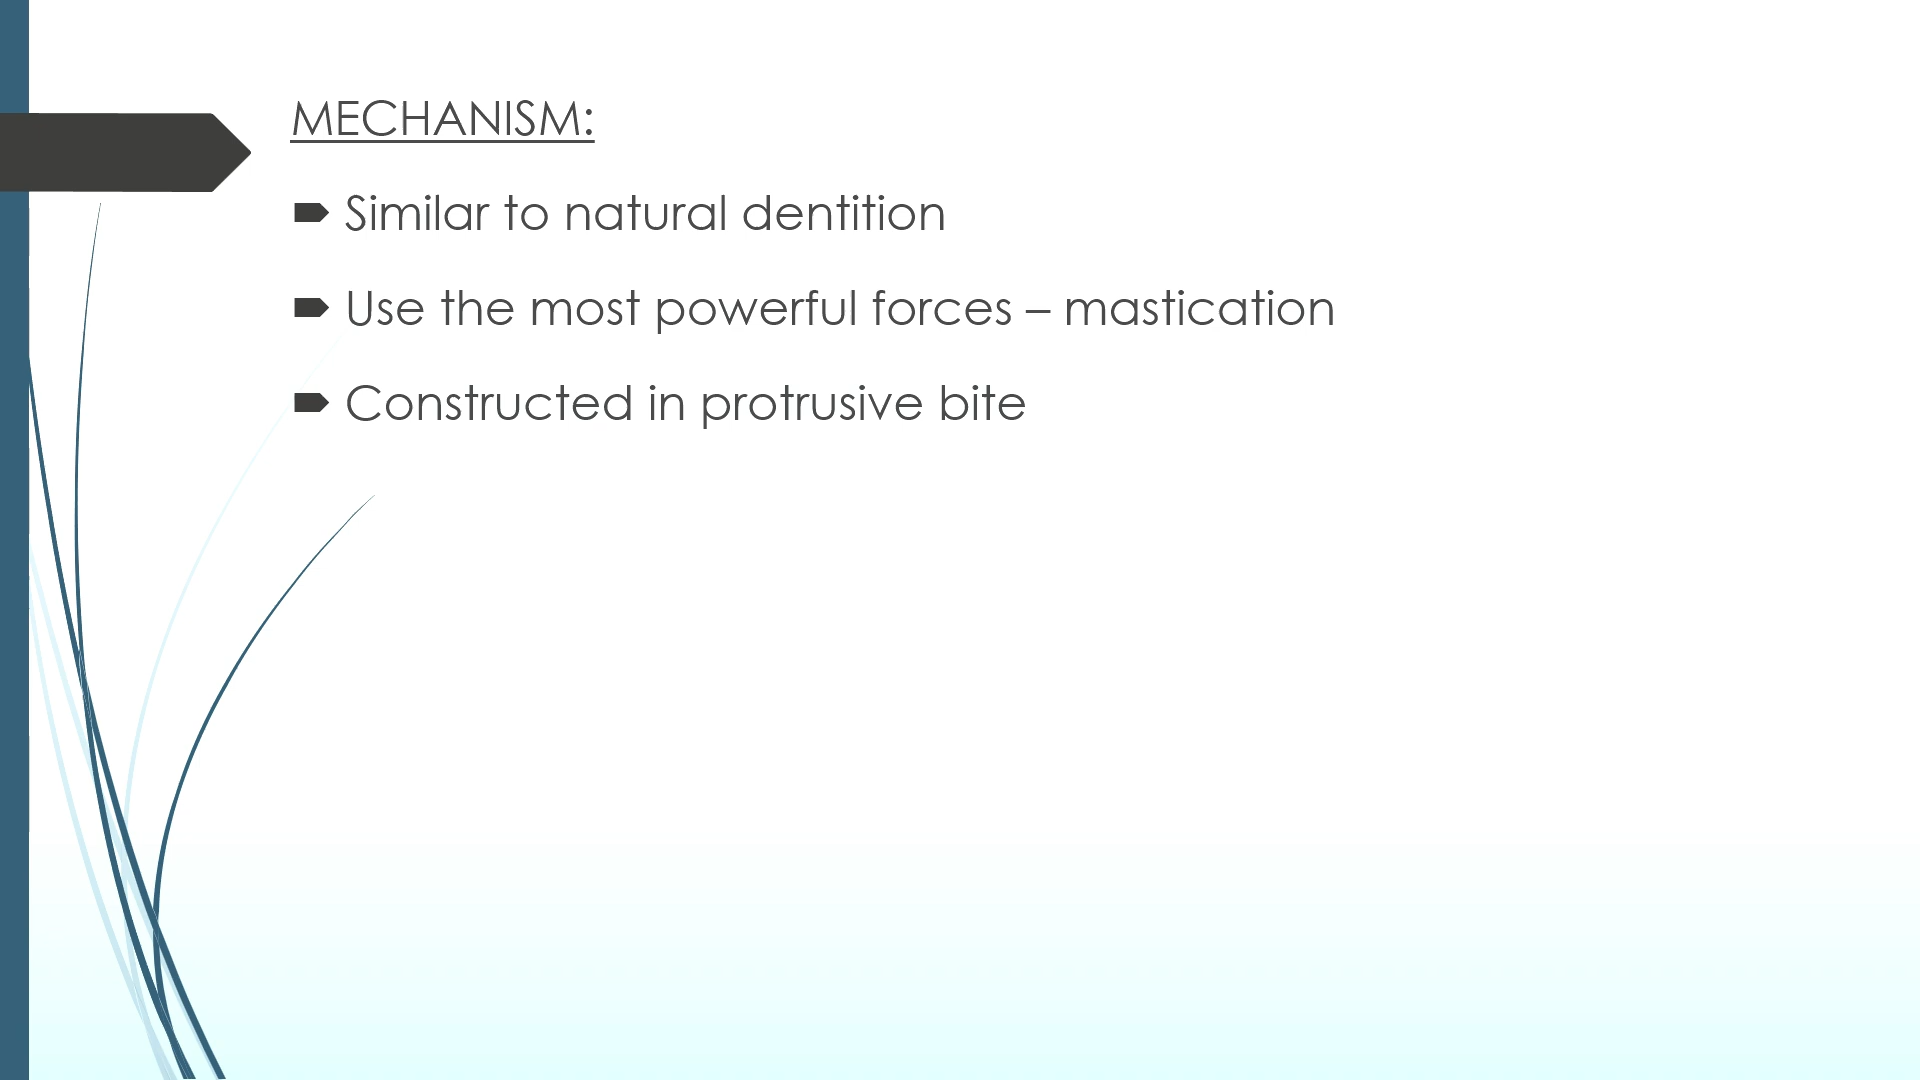 MECHANISM:
Similar to natural dentition
Use the most powerful forces – mastication
Constructed in protrusive bite